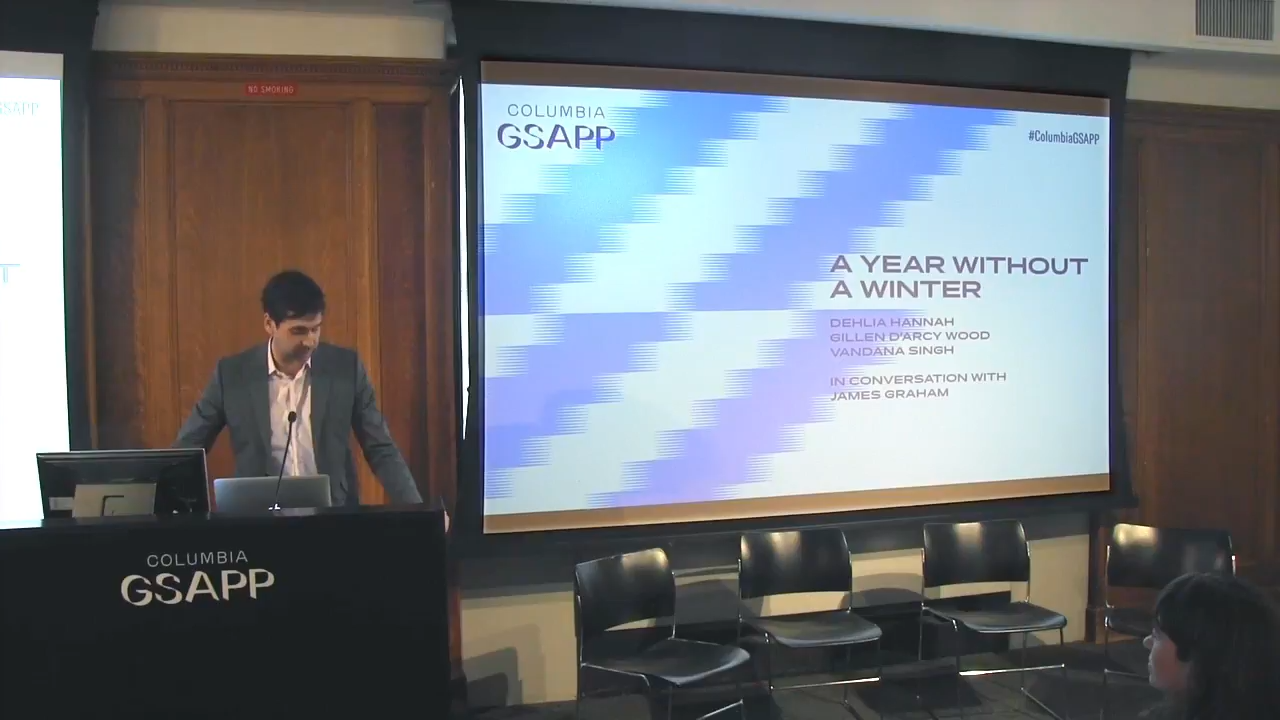 GSAPP
T
NO SMOKING
COLUMBIA
GSAPP
#ColumbiaGSAPP
A YEAR WITHOUT
A WINTER
DEHLIA HANNAH
GILLEN D'ARCY WOOD
VANDANA SINGH
IN CONVERSATION WITH
JAMES GRAHAM
COLUMBIA
GSAPP